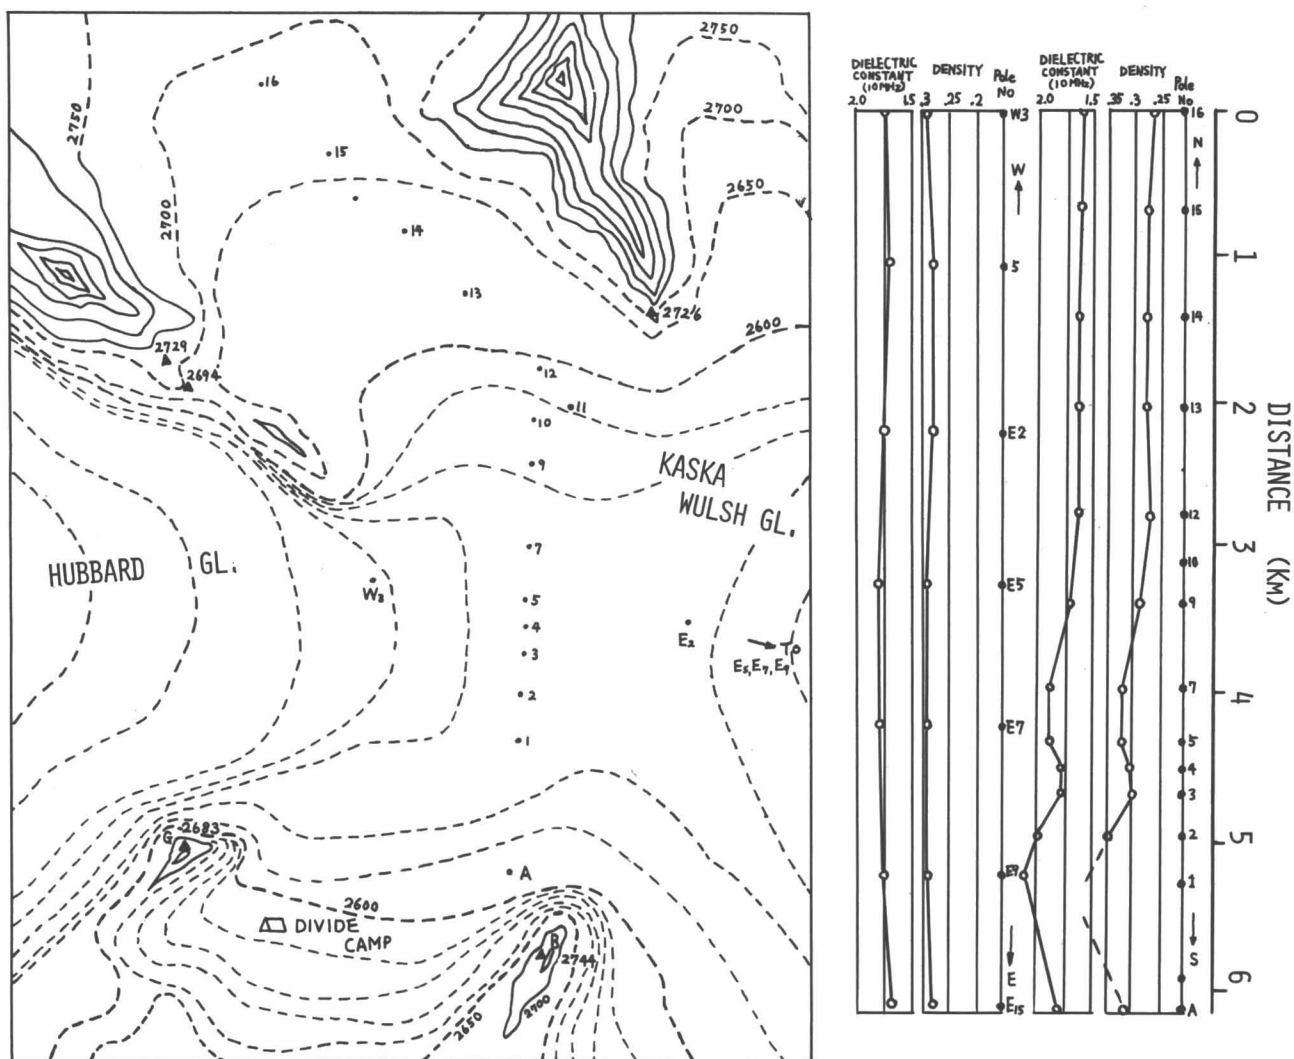 2750
2750
16
2700
15
2700
2650
14
13
2726
2600
2729
2694
12
11
10
9
KASKA
WULSH GL.
HUBBARD GL.
7
W3
5
4
E2
3
T
E5, E7, E9
2
1
G 2683
A
2600
DIVIDE
CAMP
R
2744
2700
2650
DIELECTRIC
CONSTANT
(10MHz)
2.0 1.5
DENSITY
.3 .25 .2
Pole
No
W3
W
5
E2
E5
E7
E9
E
E15
DIELECTRIC
CONSTANT
(10MHz)
2.0 1.5
DENSITY
.35 .3 .25
Pole
No
16
N
15
14
13
12
10
9
7
5
4
3
2
1
S
A
0
1
2
3
4
5
6
DISTANCE (KM)